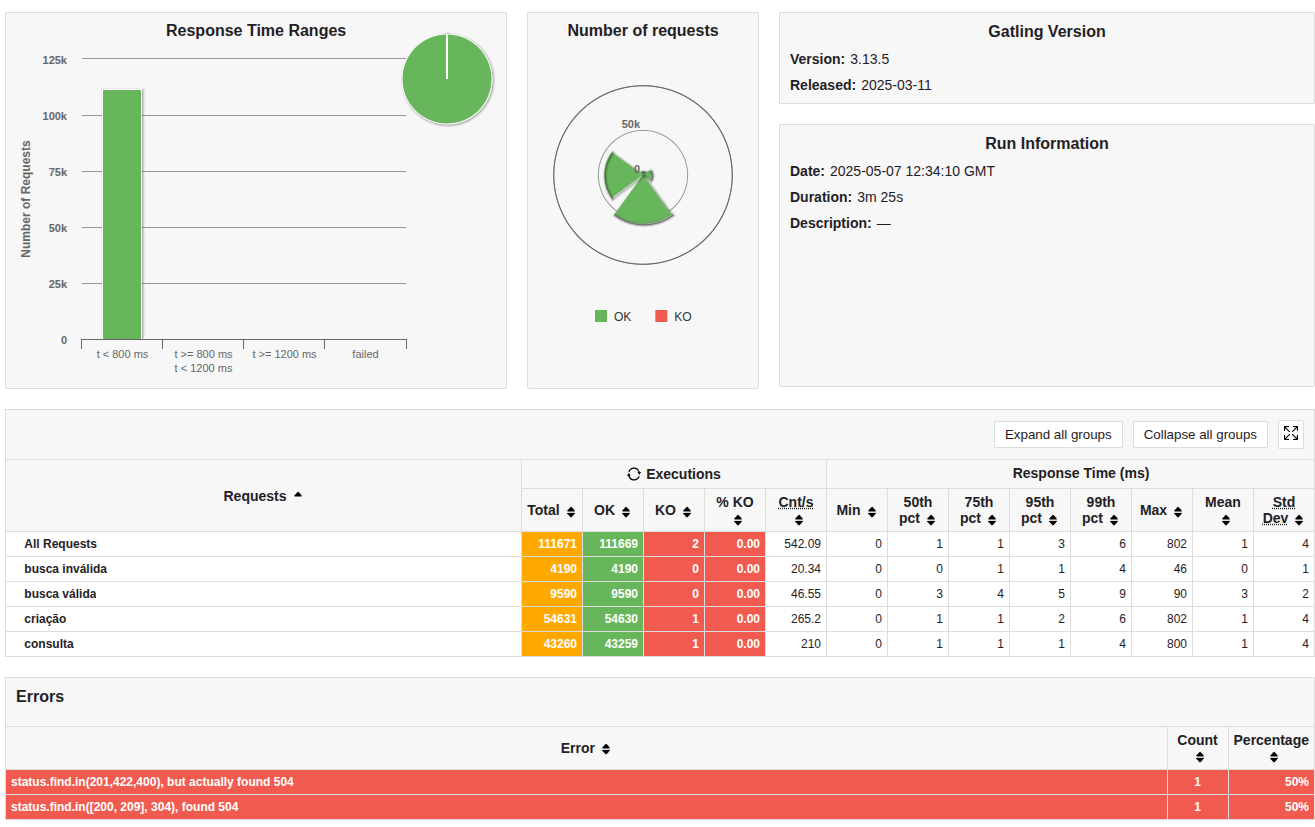 Response Time Ranges
125k
100k
75k
50k
25k
0
Number of Requests
t < 800 ms
t >= 800 ms
t < 1200 ms
t >= 1200 ms
failed
Number of requests
50k
0
OK
KO
Gatling Version
Version: 3.13.5
Released: 2025-03-11
Run Information
Date: 2025-05-07 12:34:10 GMT
Duration: 3m 25s
Description: —
Expand all groups
Collapse all groups
Requests
Executions
Response Time (ms)
Total OK KO % KO Cnt/s Min 50th pct 75th pct 95th pct 99th pct Max Mean Std Dev
All Requests 111671 111669 2 0.00 542.09 0 1 1 3 6 802 1 4
busca inválida 4190 4190 0 0.00 20.34 0 0 1 1 4 46 0 1
busca válida 9590 9590 0 0.00 46.55 0 3 4 5 9 90 3 2
criação 54631 54630 1 0.00 265.2 0 1 1 2 6 802 1 4
consulta 43260 43259 1 0.00 210 0 1 1 1 4 800 1 4
Errors
Error Count Percentage
status.find.in(201,422,400), but actually found 504 1 50%
status.find.in([200, 209], 304), found 504 1 50%